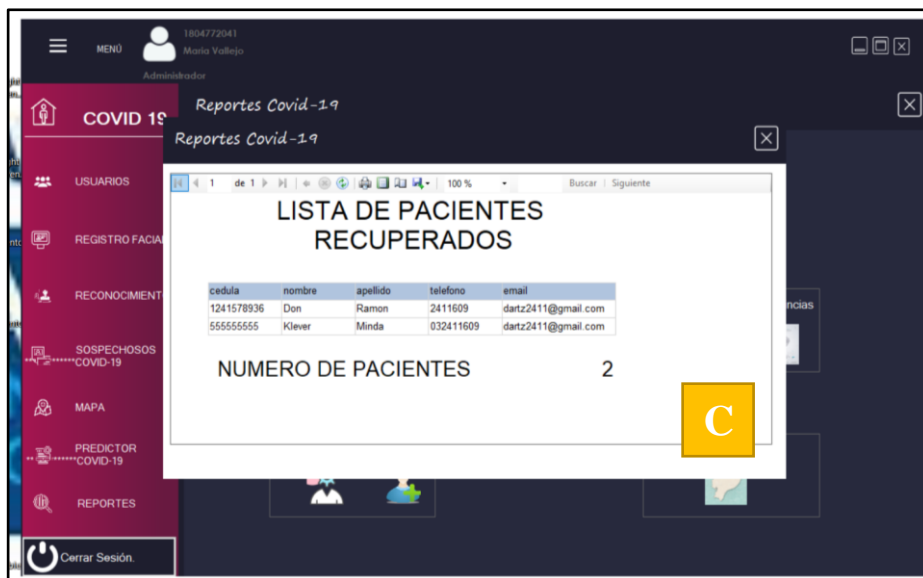 1804772041
MENÚ
Maria Vallejo
Administrador
COVID 19
Reportes Covid-19
Reportes Covid-19
USUARIOS
REGISTRO FACIAL
RECONOCIMIENT
SOSPECHOSOS
COVID-19
MAPA
PREDICTOR
COVID-19
REPORTES
Cerrar Sesión.
1 de 1 100 % Buscar Siguiente
LISTA DE PACIENTES
RECUPERADOS
cedula nombre apellido telefono email
1241578936 Don Ramon 2411609 dartz2411@gmail.com
555555555 Klever Minda 032411609 dartz2411@gmail.com
NUMERO DE PACIENTES 2
C
ncias